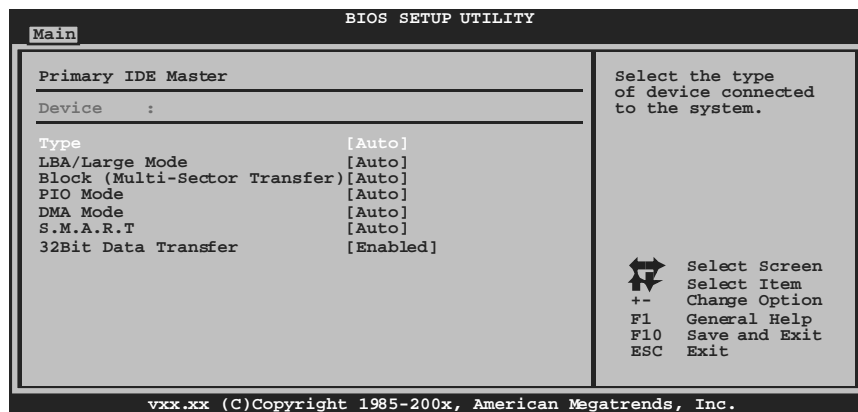 BIOS SETUP UTILITY
Main
Primary IDE Master
Device :
Type [Auto]
LBA/Large Mode [Auto]
Block (Multi-Sector Transfer)[Auto]
PIO Mode [Auto]
DMA Mode [Auto]
S.M.A.R.T [Auto]
32Bit Data Transfer [Enabled]
Select the type
of device connected
to the system.
Select Screen
Select Item
+- Change Option
F1 General Help
F10 Save and Exit
ESC Exit
vxx.xx (C)Copyright 1985-200x, American Megatrends, Inc.